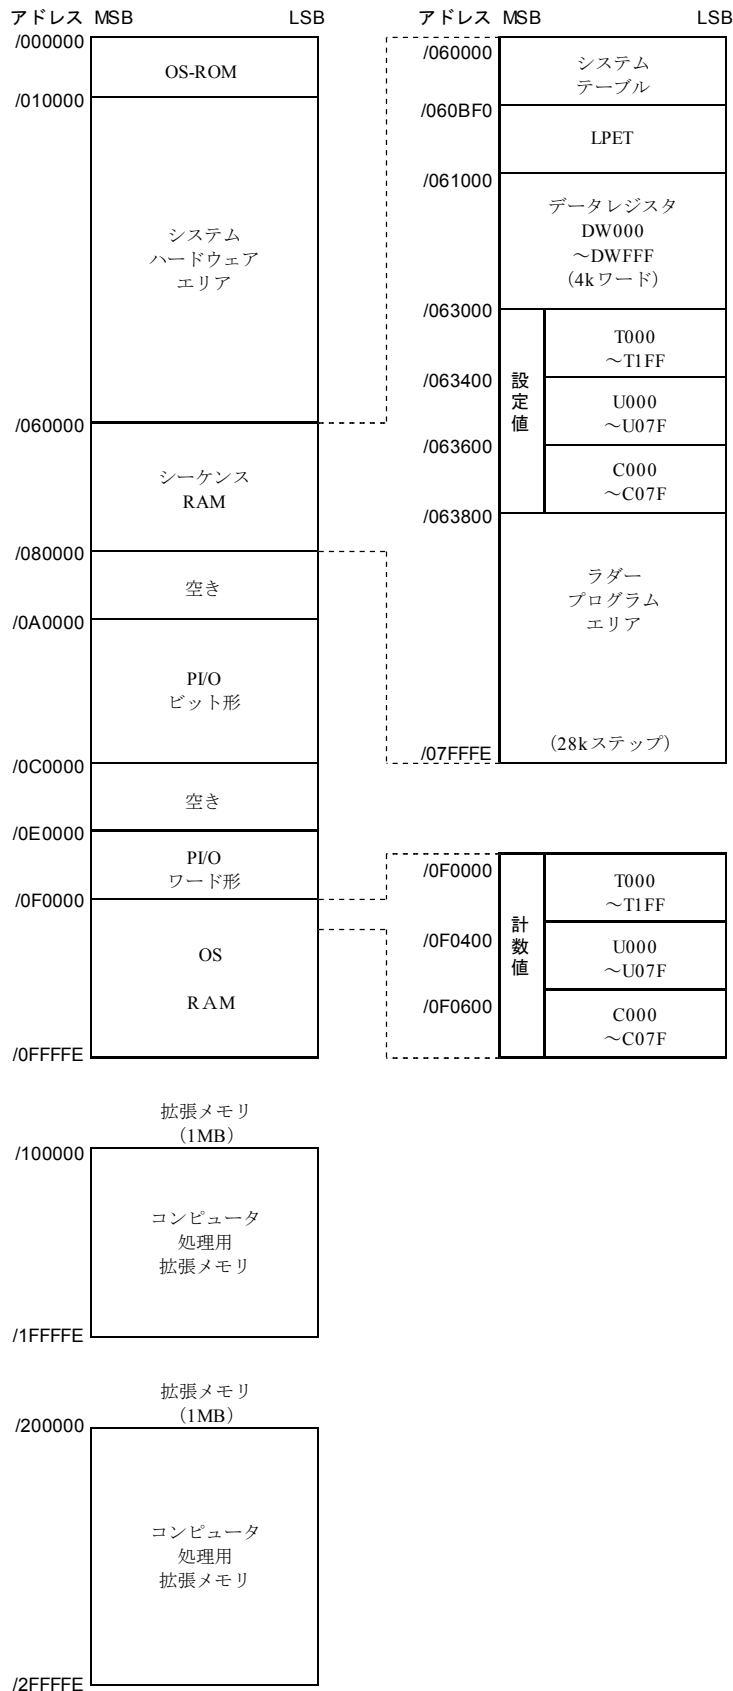 アドレス MSB LSB
/000000
OS-ROM
/010000
システム
ハードウェア
エリア
/060000
シーケンス
RAM
/080000
空き
/0A0000
PI/O
ビット形
/0C0000
空き
/0E0000
PI/O
ワード形
/0F0000
OS
RAM
/0FFFFE
拡張メモリ
(1MB)
/100000
コンピュータ
処理用
拡張メモリ
/1FFFFE
拡張メモリ
(1MB)
/200000
コンピュータ
処理用
拡張メモリ
/2FFFFE
アドレス MSB LSB
/060000
システム
テーブル
/060BF0
LPET
/061000
データレジスタ
DW000
~DWFFF
(4kワード)
/063000
設定値
T000
~T1FF
/063400
U000
~U07F
/063600
C000
~C07F
/063800
ラダー
プログラム
エリア
(28kステップ)
/07FFFE
/0F0000
計数値
T000
~T1FF
/0F0400
U000
~U07F
/0F0600
C000
~C07F